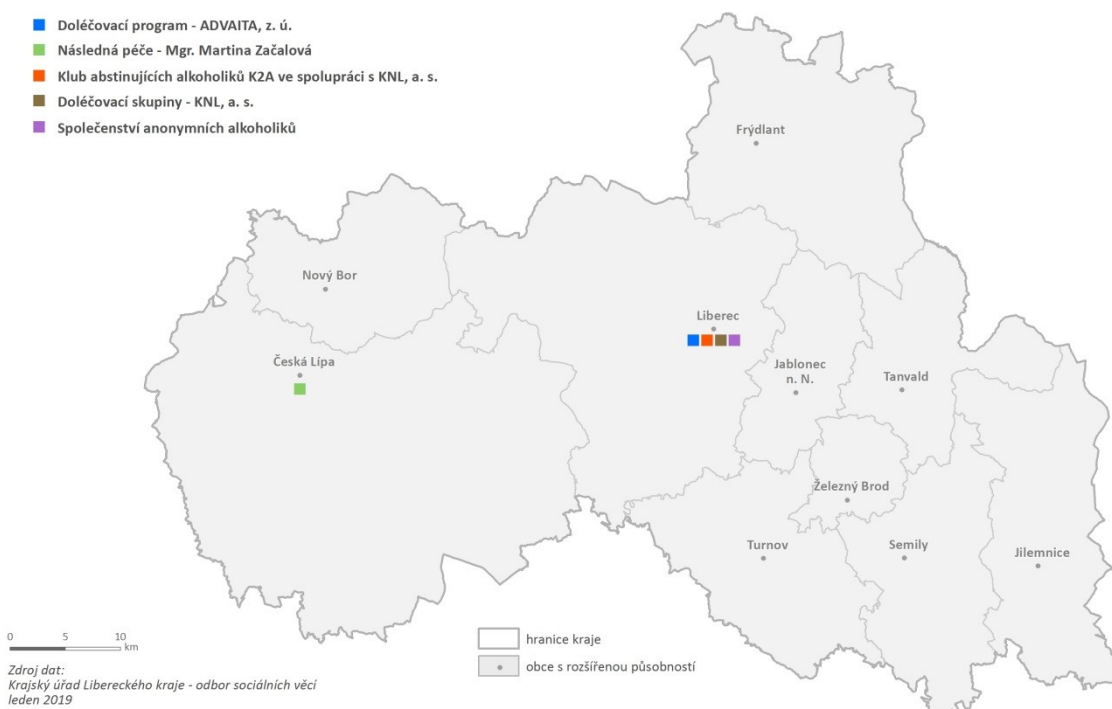 Doléčovací program - ADVAITA, z. ú.
Následná péče - Mgr. Martina Začalová
Klub abstinujících alkoholiků K2A ve spolupráci s KNL, a. s.
Doléčovací skupiny - KNL, a. s.
Společenství anonymních alkoholiků
Frýdlant
Nový Bor
Liberec
Česká Lípa
Jablonec
n. N.
Tanvald
Železný Brod
Turnov
Semily
Jilemnice
0 5 10
km
hranice kraje
obce s rozšířenou působností
Zdroj dat:
Krajský úřad Libereckého kraje - odbor sociálních věcí
leden 2019